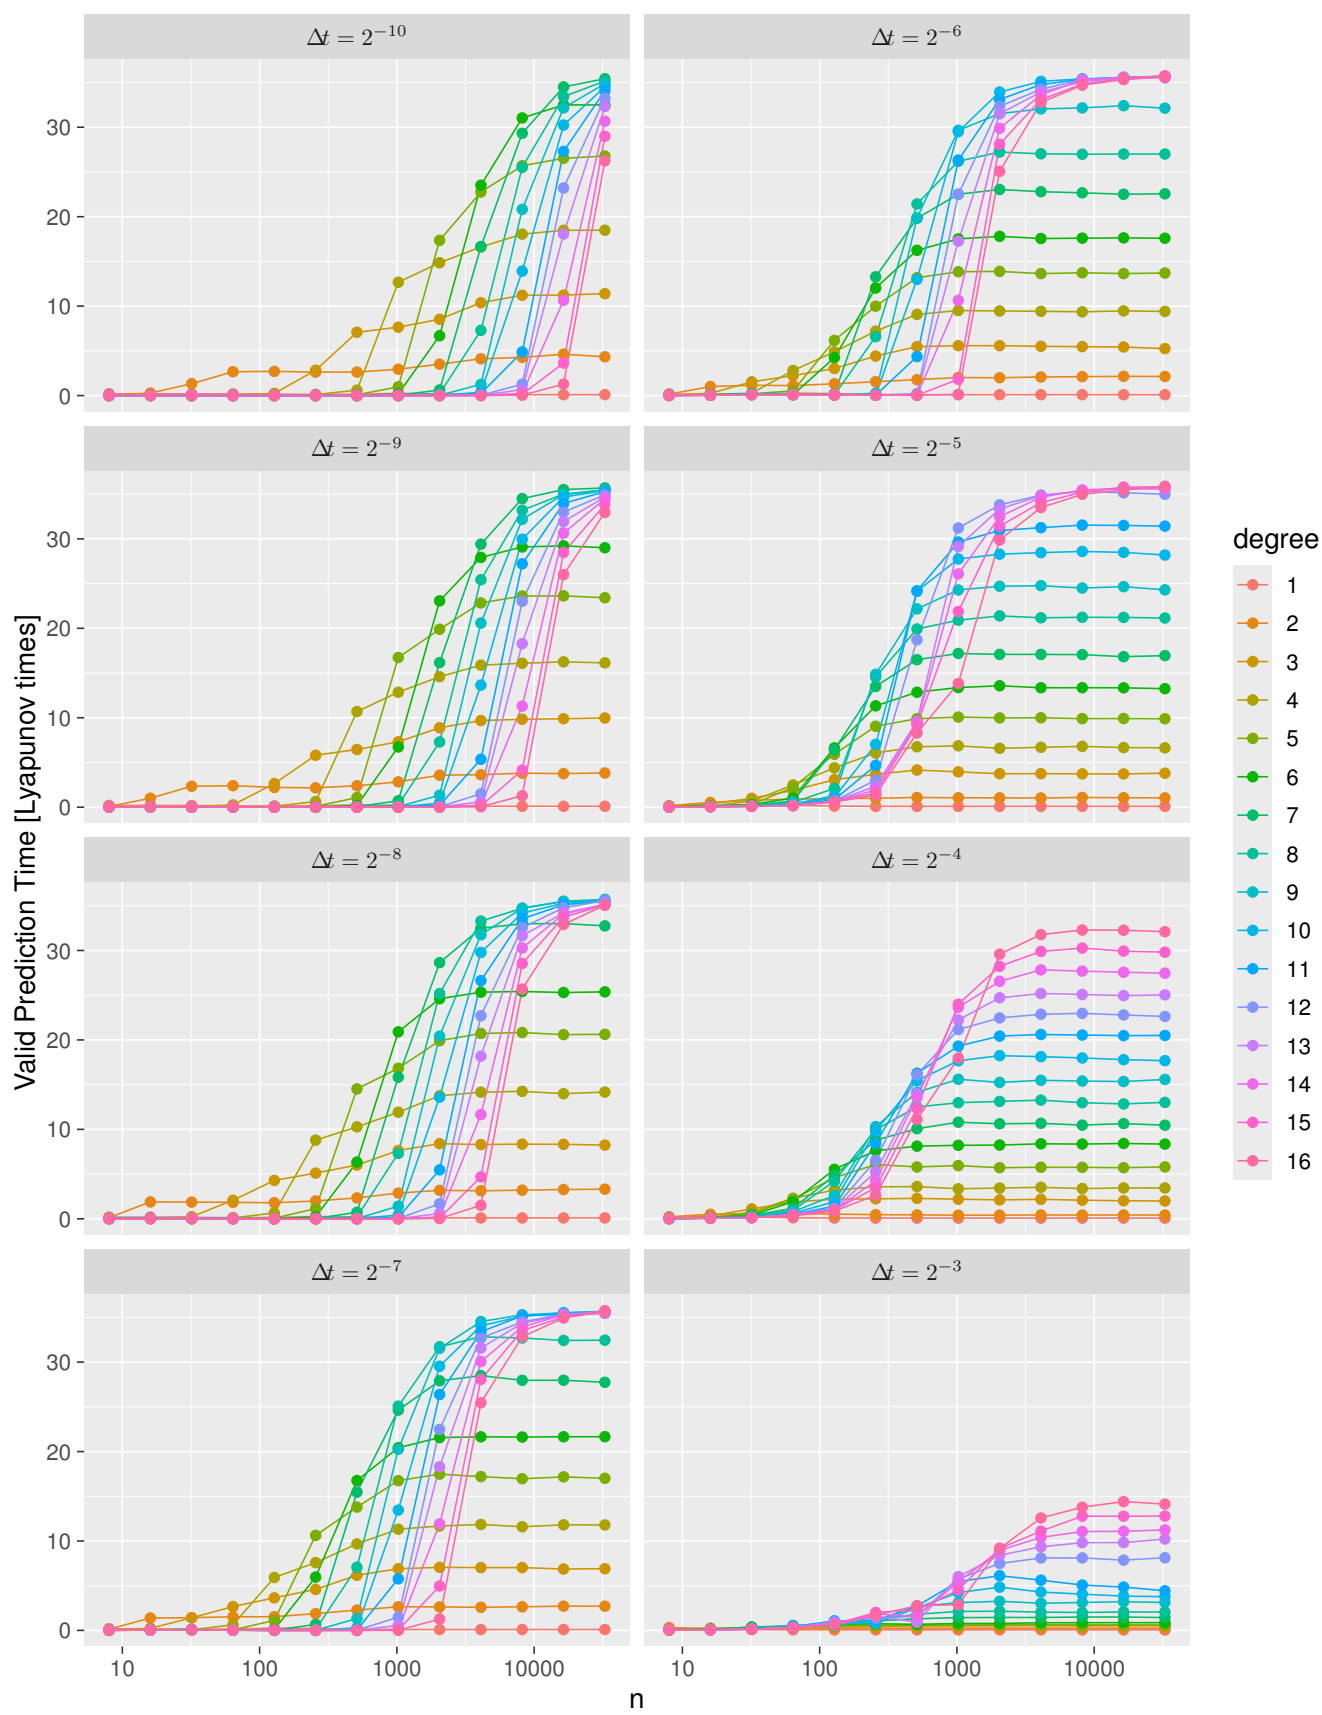 Δt = 2⁻¹⁰
Δt = 2⁻⁶
30
20
10
0
Δt = 2⁻⁹
Δt = 2⁻⁵
30
20
10
0
Δt = 2⁻⁸
Δt = 2⁻⁴
30
20
10
0
Δt = 2⁻⁷
Δt = 2⁻³
30
20
10
0
10 100 1000 10000
10 100 1000 10000
n
Valid Prediction Time [Lyapunov times]
degree
1
2
3
4
5
6
7
8
9
10
11
12
13
14
15
16